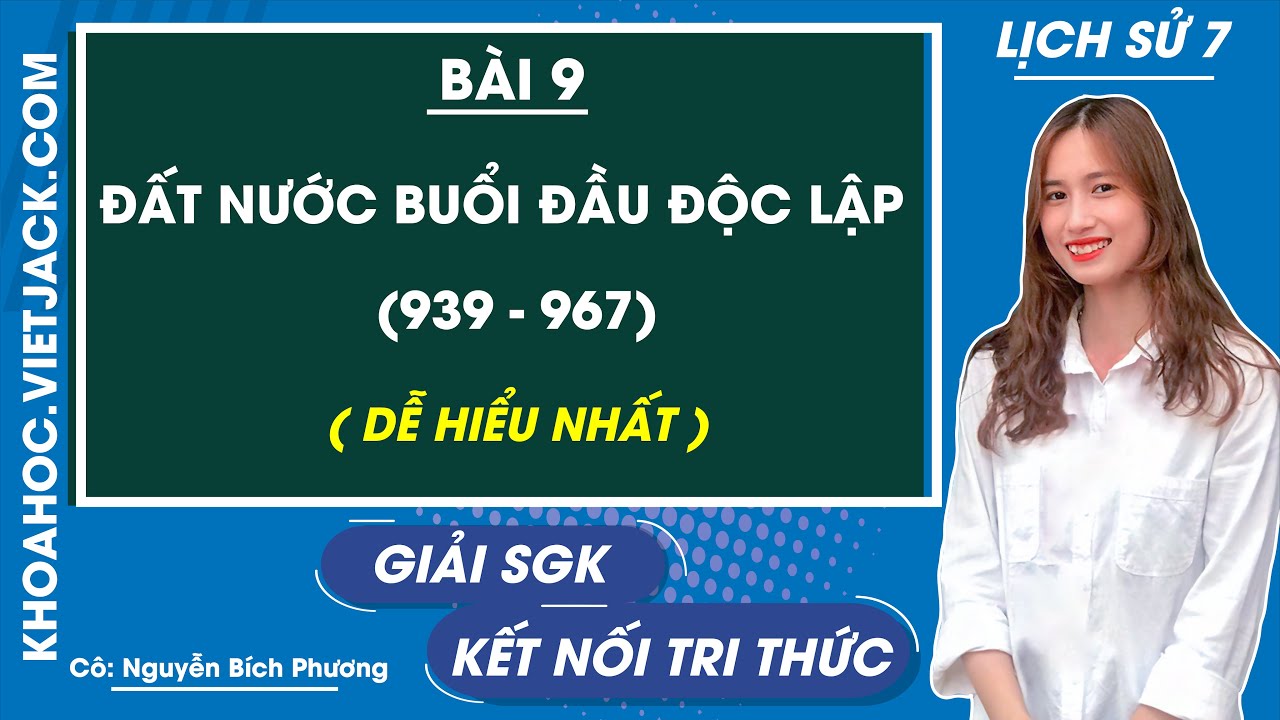 KHOAHOC.VIETJACK.COM
LỊCH SỬ 7
BÀI 9
ĐẤT NƯỚC BUỔI ĐẦU ĐỘC LẬP
(939 - 967)
( DỄ HIỂU NHẤT )
GIẢI SGK
KẾT NỐI TRI THỨC
Cô: Nguyễn Bích Phương